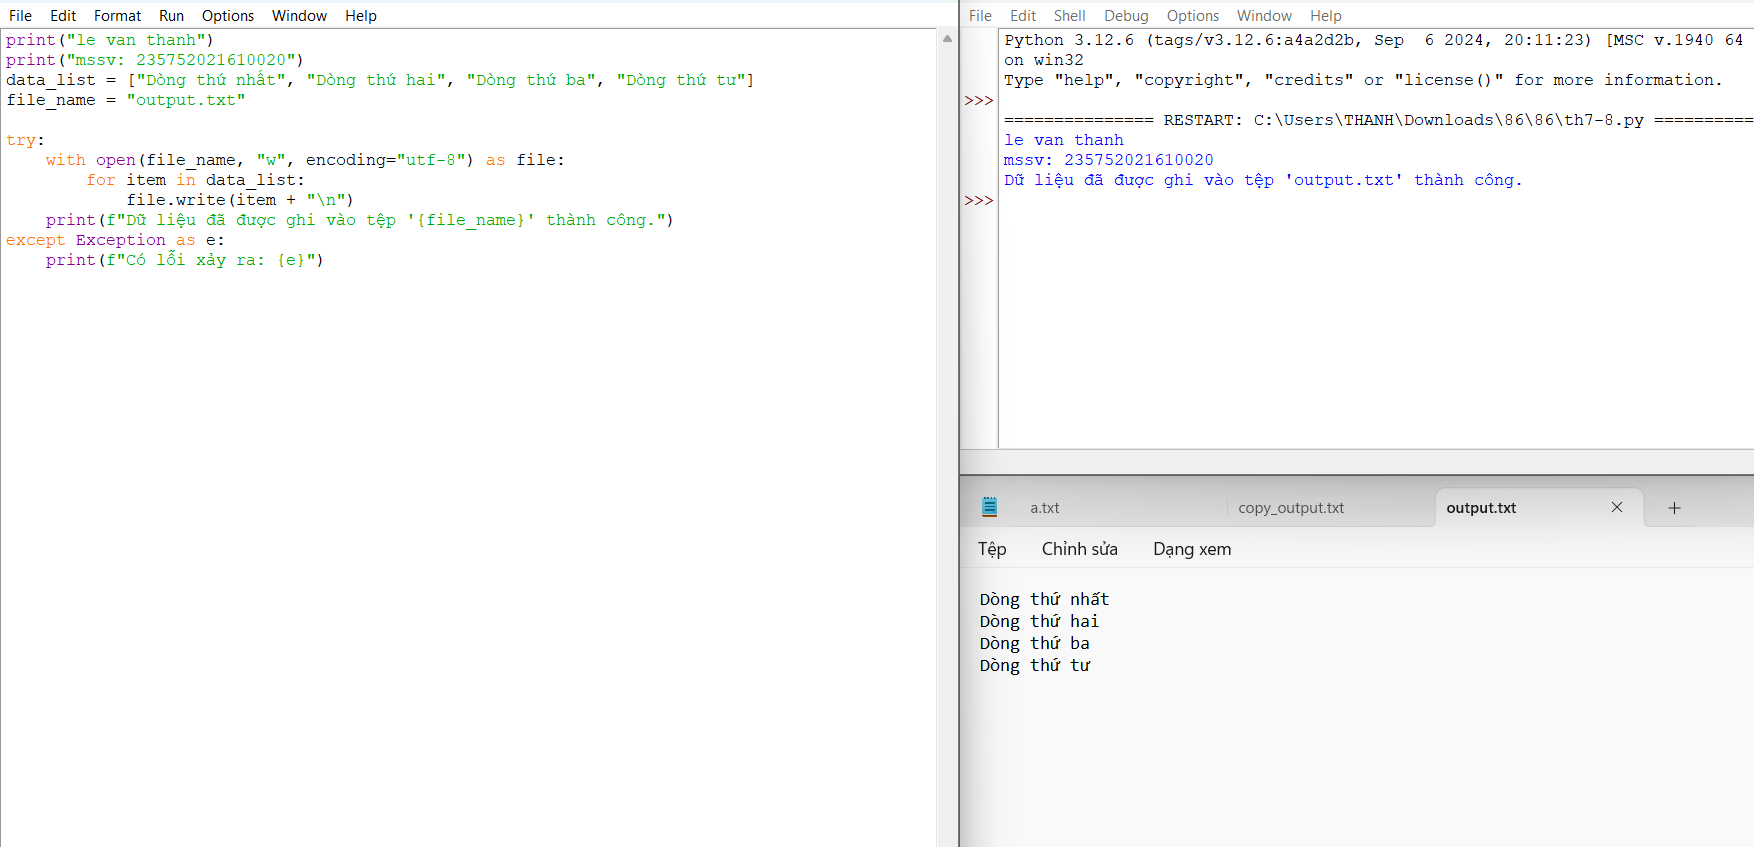 File Edit Format Run Options Window Help
print("le van thanh")
print("mssv: 235752021610020")
data_list = ["Dòng thứ nhất", "Dòng thứ hai", "Dòng thứ ba", "Dòng thứ tư"]
file_name = "output.txt"
try:
    with open(file_name, "w", encoding="utf-8") as file:
        for item in data_list:
            file.write(item + "\n")
    print(f"Dữ liệu đã được ghi vào tệp '{file_name}' thành công.")
except Exception as e:
    print(f"Có lỗi xảy ra: {e}")
File Edit Shell Debug Options Window Help
Python 3.12.6 (tags/v3.12.6:a4a2d2b, Sep  6 2024, 20:11:23) [MSC v.1940 64
on win32
Type "help", "copyright", "credits" or "license()" for more information.
>>>
=============== RESTART: C:\Users\THANH\Downloads\86\86\th7-8.py ==========
le van thanh
mssv: 235752021610020
Dữ liệu đã được ghi vào tệp 'output.txt' thành công.
>>>
a.txt copy_output.txt output.txt
Tệp Chỉnh sửa Dạng xem
Dòng thứ nhất
Dòng thứ hai
Dòng thứ ba
Dòng thứ tư